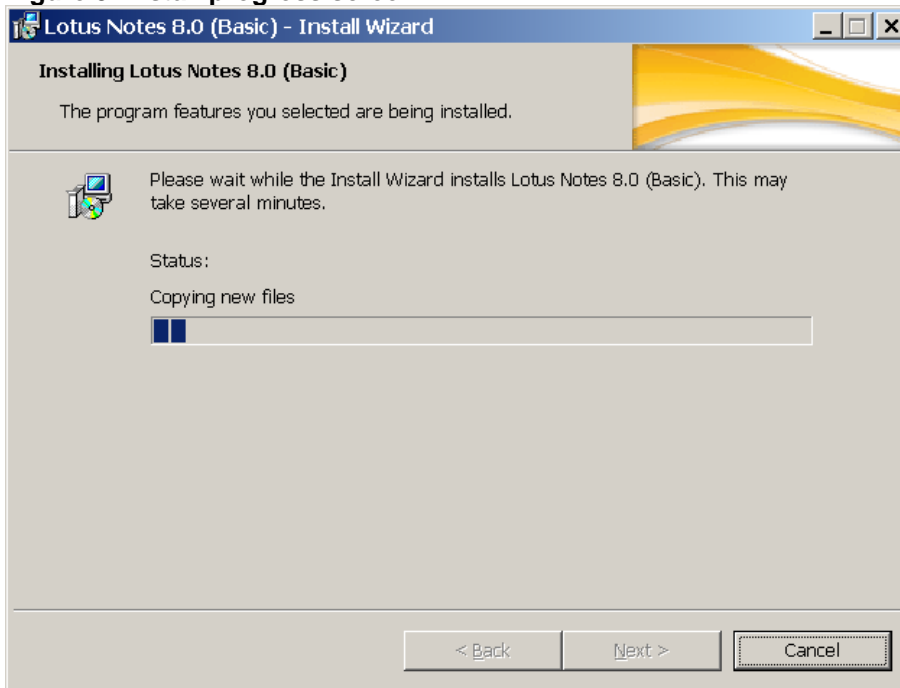 Lotus Notes 8.0 (Basic) - Install Wizard
Installing Lotus Notes 8.0 (Basic)
The program features you selected are being installed.
Please wait while the Install Wizard installs Lotus Notes 8.0 (Basic). This may
take several minutes.
Status:
Copying new files
< Back Next > Cancel